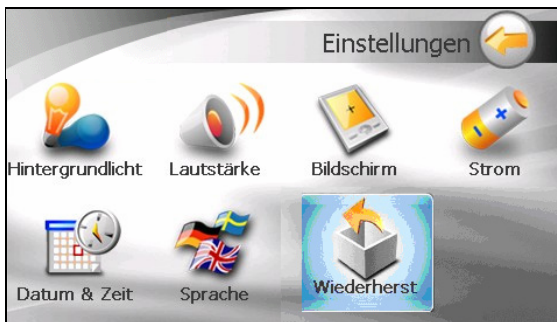 Einstellungen
Hintergrundlicht Lautstärke Bildschirm Strom
Datum & Zeit Sprache Wiederherst